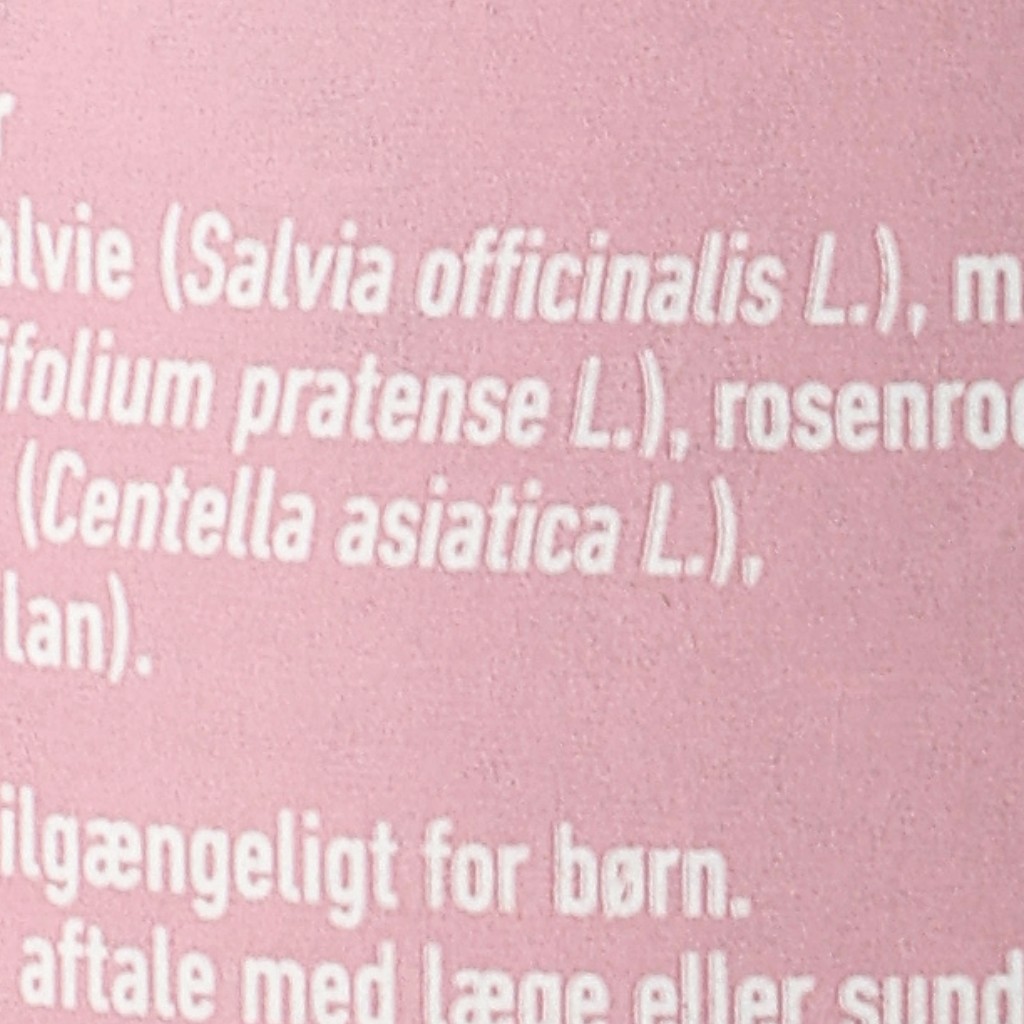 alvie (Salvia officinalis L.), m
ifolium pratense L.), rosenro
(Centella asiatica L.),
lan).
ilgængeligt for børn.
aftale med læge eller sund